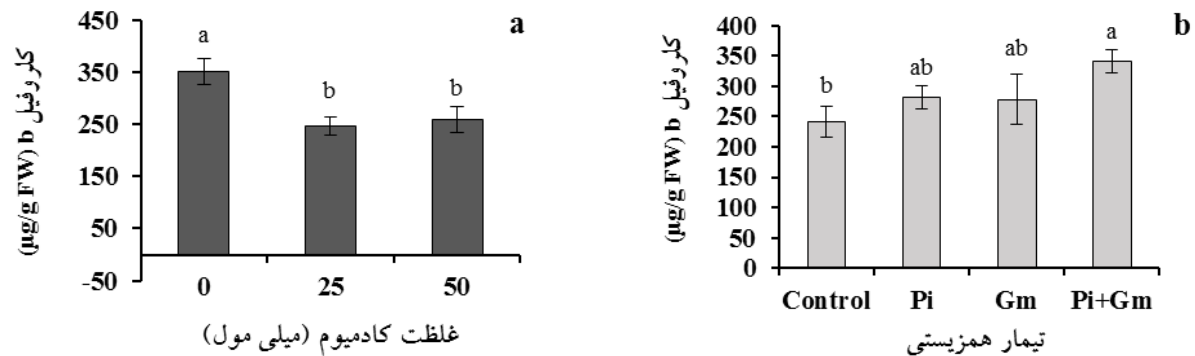 a
کلروفیل b (µg/g FW)
450
350
250
150
50
-50
a
b
b
0
25
50
غلظت کادمیوم (میلی مول)
b
کلروفیل b (µg/g FW)
400
350
300
250
200
150
100
50
0
b
ab
ab
a
Control
Pi
Gm
Pi+Gm
تیمار همزیستی